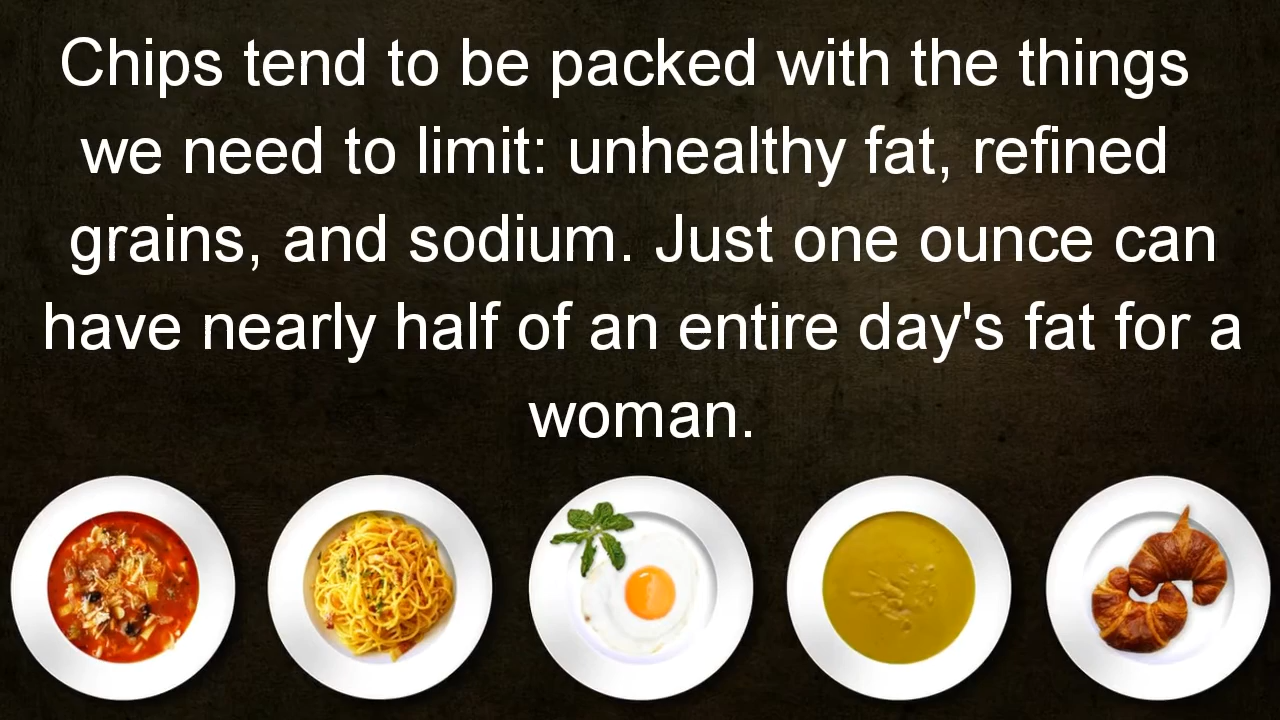 Chips tend to be packed with the things
we need to limit: unhealthy fat, refined
grains, and sodium. Just one ounce can
have nearly half of an entire day's fat for a
woman.